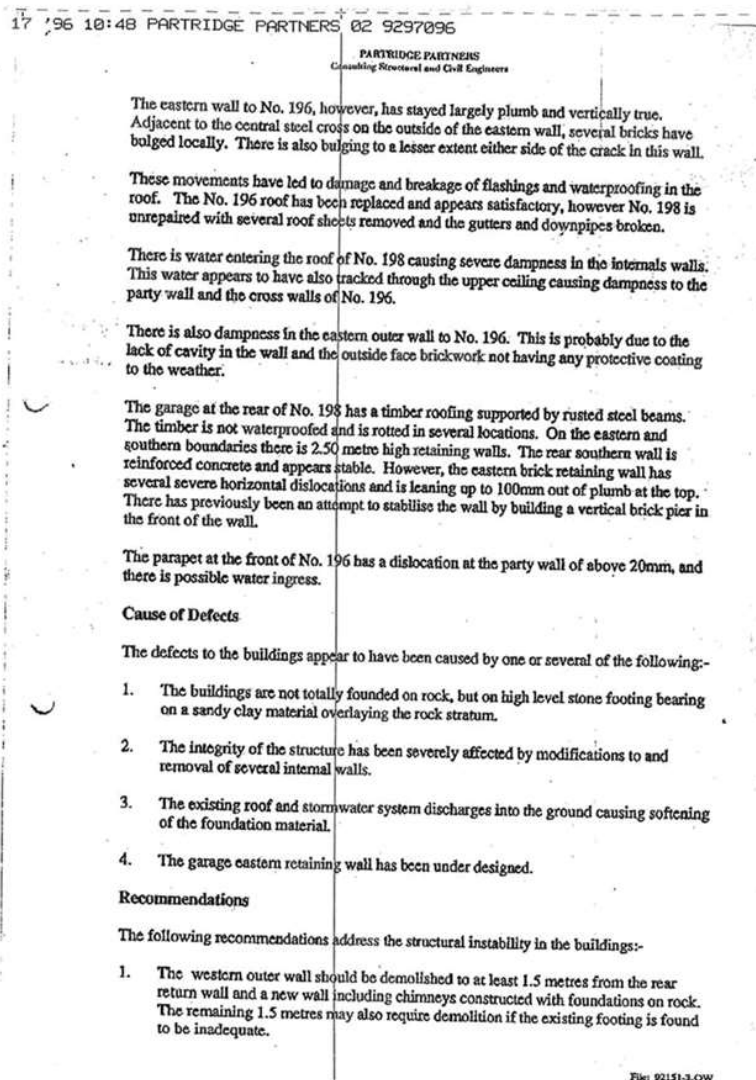 17 '96 10:48 PARTRIDGE PARTNERS 02 9297096
PARTRIDGE PARTNERS
Consulting Structural and Civil Engineers
The eastern wall to No. 196, however, has stayed largely plumb and vertically true.
Adjacent to the central steel cross on the outside of the eastern wall, several bricks have
bulged locally. There is also bulging to a lesser extent either side of the crack in this wall.
These movements have led to damage and breakage of flashings and waterproofing in the
roof. The No. 196 roof has been replaced and appears satisfactory, however No. 198 is
unrepaired with several roof sheets removed and the gutters and downpipes broken.
There is water entering the roof of No. 198 causing severe dampness in the internals walls.
This water appears to have also tracked through the upper ceiling causing dampness to the
party wall and the cross walls of No. 196.
There is also dampness in the eastern outer wall to No. 196. This is probably due to the
lack of cavity in the wall and the outside face brickwork not having any protective coating
to the weather.
The garage at the rear of No. 198 has a timber roofing supported by rusted steel beams.
The timber is not waterproofed and is rotted in several locations. On the eastern and
southern boundaries there is 2.50 metre high retaining walls. The rear southern wall is
reinforced concrete and appears stable. However, the eastern brick retaining wall has
several severe horizontal dislocations and is leaning up to 100mm out of plumb at the top.
There has previously been an attempt to stabilise the wall by building a vertical brick pier in
the front of the wall.
The parapet at the front of No. 196 has a dislocation at the party wall of above 20mm, and
there is possible water ingress.
Cause of Defects
The defects to the buildings appear to have been caused by one or several of the following:-
1. The buildings are not totally founded on rock, but on high level stone footing bearing
on a sandy clay material overlaying the rock stratum.
2. The integrity of the structure has been severely affected by modifications to and
removal of several internal walls.
3. The existing roof and stormwater system discharges into the ground causing softening
of the foundation material.
4. The garage eastern retaining wall has been under designed.
Recommendations
The following recommendations address the structural instability in the buildings:-
1. The western outer wall should be demolished to at least 1.5 metres from the rear
return wall and a new wall including chimneys constructed with foundations on rock.
The remaining 1.5 metres may also require demolition if the existing footing is found
to be inadequate.
File: 92151-3.OW